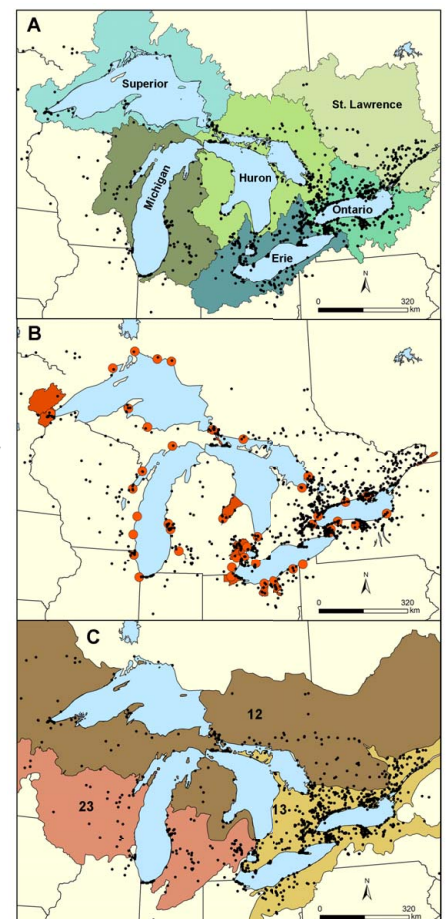 A
Superior
St. Lawrence
Michigan
Huron
Ontario
Erie
N
0 320
km
B
N
0 320
km
C
12
23
13
N
0 320
km